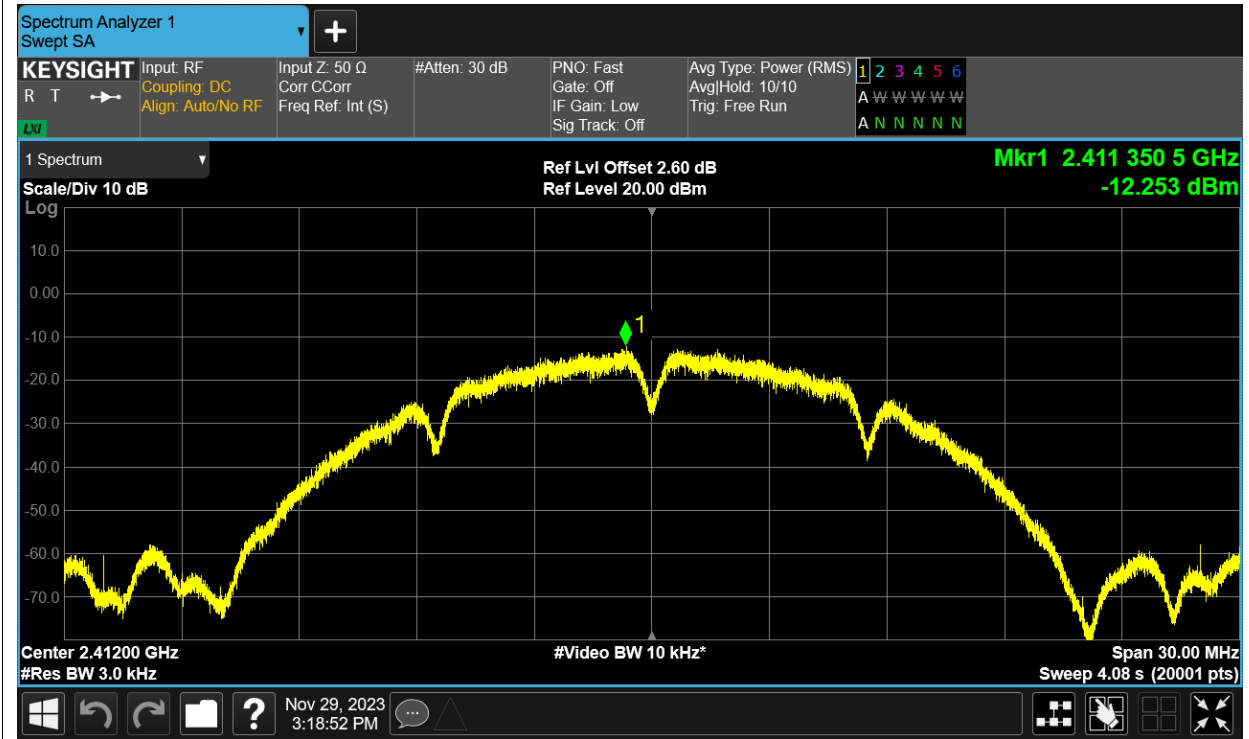 Spectrum Analyzer 1
Swept SA
KEYSIGHT
R T
LXI
Input: RF
Coupling: DC
Align: Auto/No RF
Input Z: 50 Ω
Corr CCorr
Freq Ref: Int (S)
#Atten: 30 dB
PNO: Fast
Gate: Off
IF Gain: Low
Sig Track: Off
Avg Type: Power (RMS)
Avg|Hold: 10/10
Trig: Free Run
1 2 3 4 5 6
A W W W W W
A N N N N N
1 Spectrum
Scale/Div 10 dB
Log
Ref Lvl Offset 2.60 dB
Ref Level 20.00 dBm
Mkr1 2.411 350 5 GHz
-12.253 dBm
10.0
0.00
-10.0
-20.0
-30.0
-40.0
-50.0
-60.0
-70.0
1
Center 2.41200 GHz
#Res BW 3.0 kHz
#Video BW 10 kHz*
Span 30.00 MHz
Sweep 4.08 s (20001 pts)
?
Nov 29, 2023
3:18:52 PM